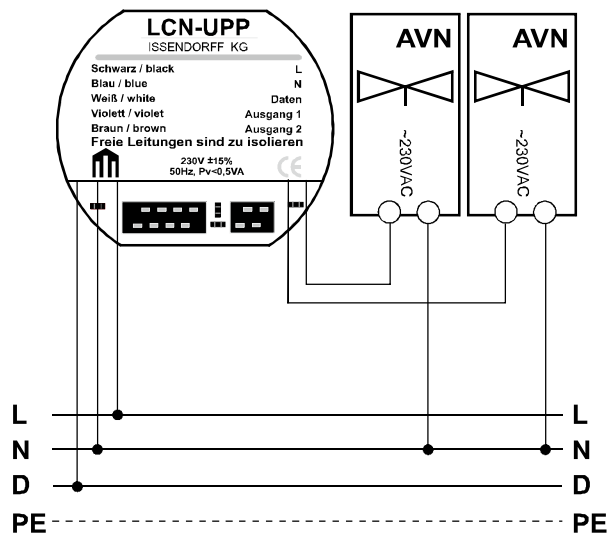 LCN-UPP
ISSENDORFF KG
Schwarz / black L
Blau / blue N
Weiß / white Daten
Violett / violet Ausgang 1
Braun / brown Ausgang 2
Freie Leitungen sind zu isolieren
230V ±15%
50Hz, Pv<0,5VA
CE
AVN
~230VAC
AVN
~230VAC
L L
N N
D D
PE PE